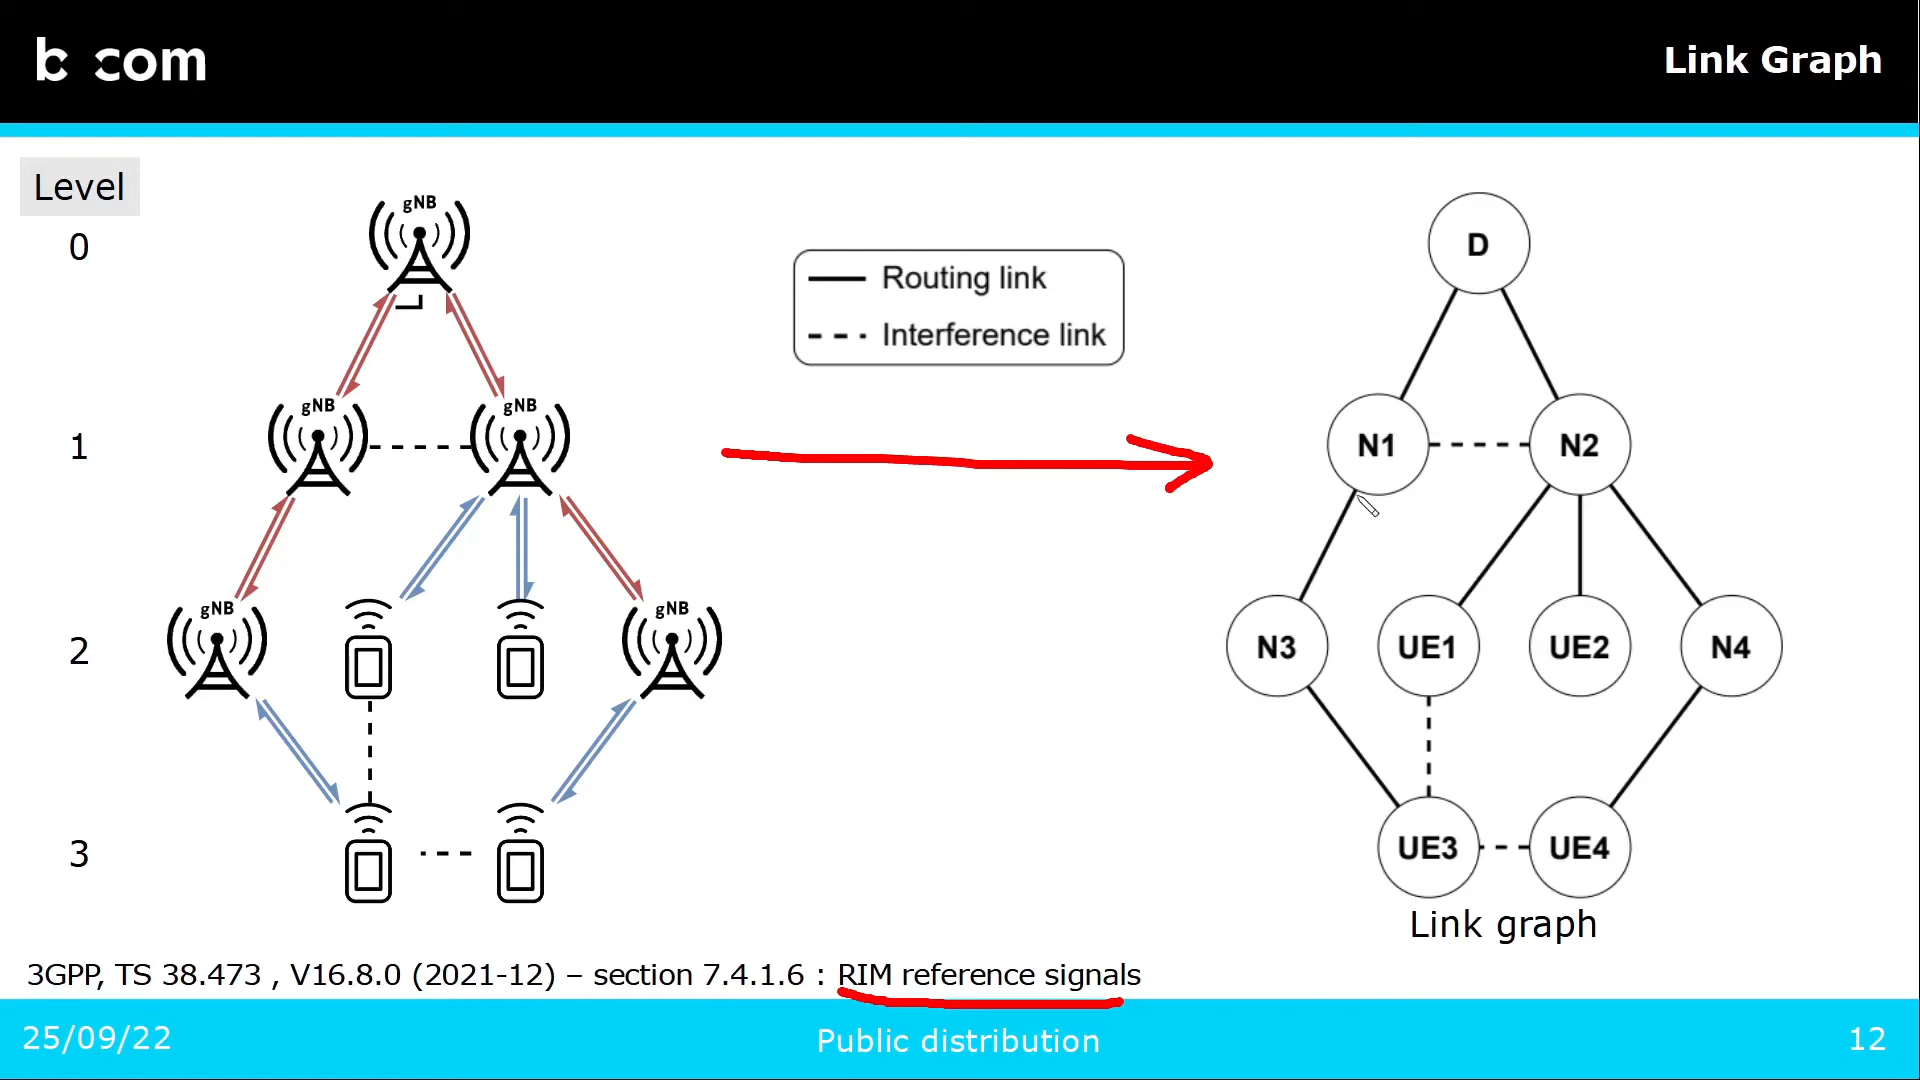 b com
Link Graph
Level
0
gNB
Routing link
Interference link
D
1
gNB
gNB
N1
N2
2
gNB
gNB
N3
UE1
UE2
N4
3
UE3
UE4
Link graph
3GPP, TS 38.473 , V16.8.0 (2021-12) – section 7.4.1.6 : RIM reference signals
25/09/22
Public distribution
12